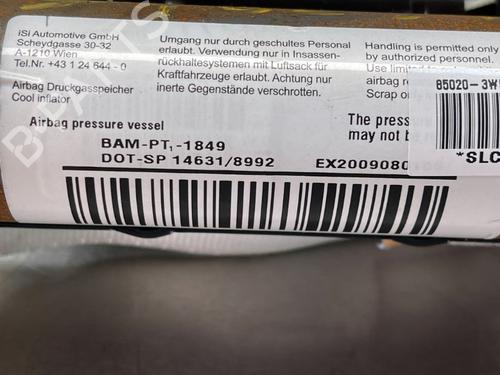 iSi Automotive GmbH
Scheydgasse 30-32
A-1210 Wien
Tel.Nr. +43 1 24 644 - 0
Airbag Druckgasspeicher
Cool inflator
Umgang nur durch geschultes Personal
erlaubt. Verwendung nur in Insassen-
rückhaltesystemen mit Luftsack für
Kraftfahrzeuge erlaubt. Achtung nur
inerte Gegenstände verschrotten.
Handling is permitted only
by authorized personnel.
Use limited
airbag
Scrap only
85020-3W
*SLC
Airbag pressure vessel
The
may not b
BAM-PT₁-1849
DOT-SP 14631/8992
EX2009080